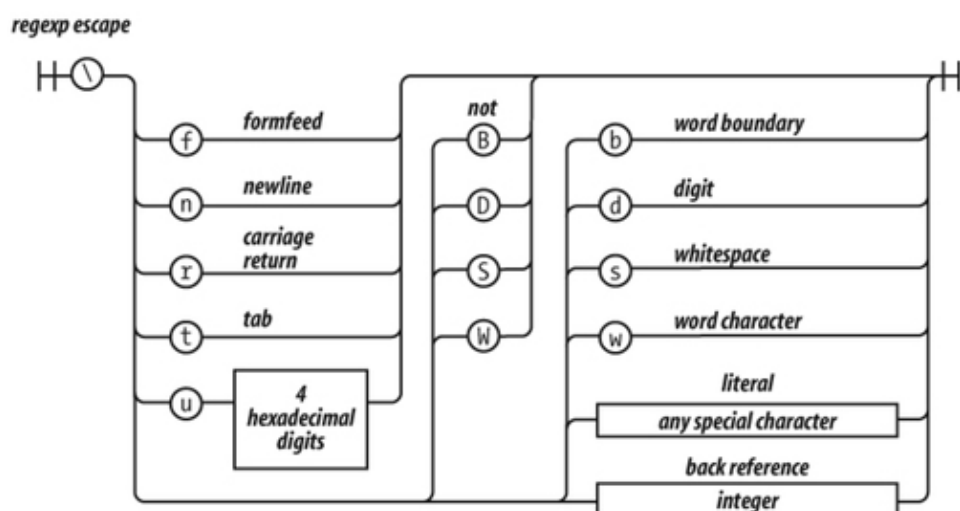 regexp escape
\
not
f formfeed B b word boundary
n newline D d digit
carriage
r return S s whitespace
t tab W w word character
literal
u 4
hexadecimal
digits
any special character
back reference
integer